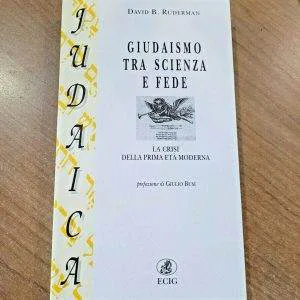 JUDAICA
DAVID B. RUDERMAN
GIUDAISMO
TRA SCIENZA
E FEDE
LA CRISI
DELLA PRIMA ETÀ MODERNA
prefazione di GIULIO BUSI
ECIG